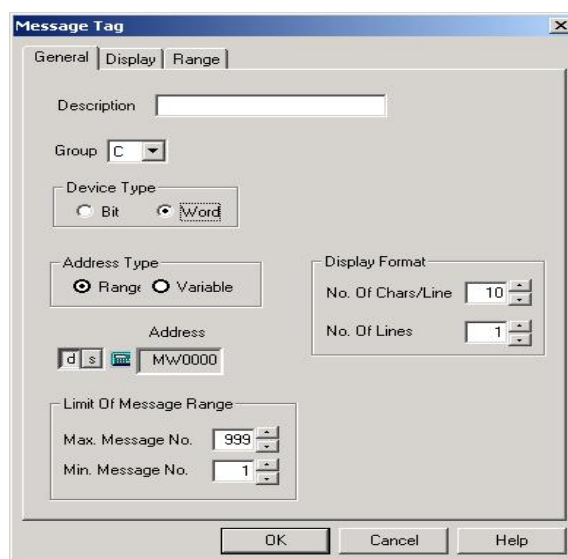 Message Tag
General Display Range
Description
Group C
Device Type
Bit Word
Address Type
Range Variable
Display Format
No. Of Chars/Line 10
No. Of Lines 1
Address
d s MW0000
Limit Of Message Range
Max. Message No. 999
Min. Message No. 1
OK Cancel Help